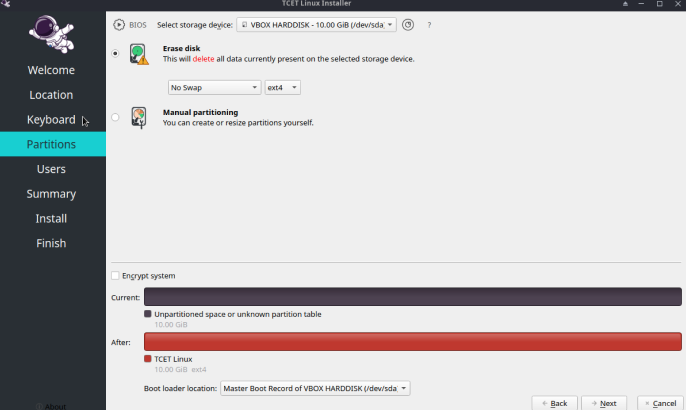 TCET Linux Installer
BIOS
Select storage device:
VBOX HARDDISK - 10.00 GiB (/dev/sda
?
Erase disk
This will delete all data currently present on the selected storage device.
No Swap
ext4
Manual partitioning
You can create or resize partitions yourself.
Welcome
Location
Keyboard
Partitions
Users
Summary
Install
Finish
Encrypt system
Current:
Unpartitioned space or unknown partition table
10.00 GiB
After:
TCET Linux
10.00 GiB ext4
Boot loader location:
Master Boot Record of VBOX HARDDISK (/dev/sda
About
Back
Next
Cancel